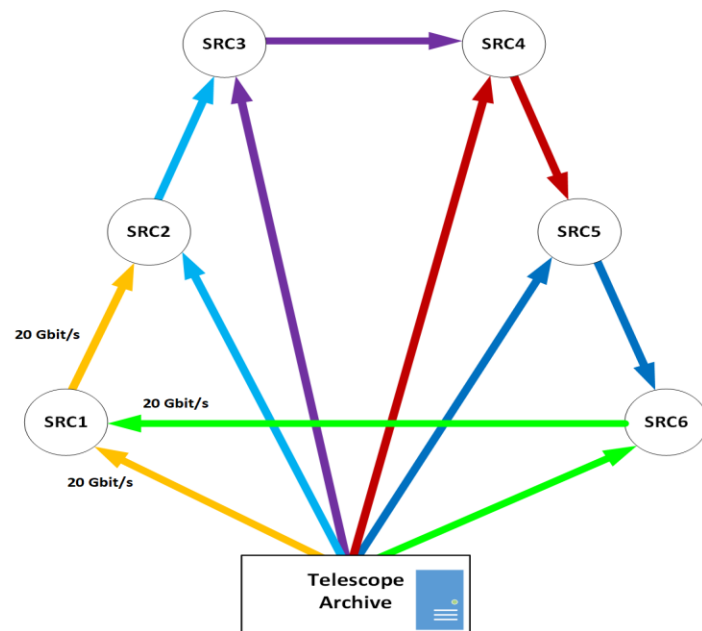 SRC3
SRC4
SRC2
SRC5
20 Gbit/s
20 Gbit/s
SRC1
SRC6
20 Gbit/s
Telescope
Archive